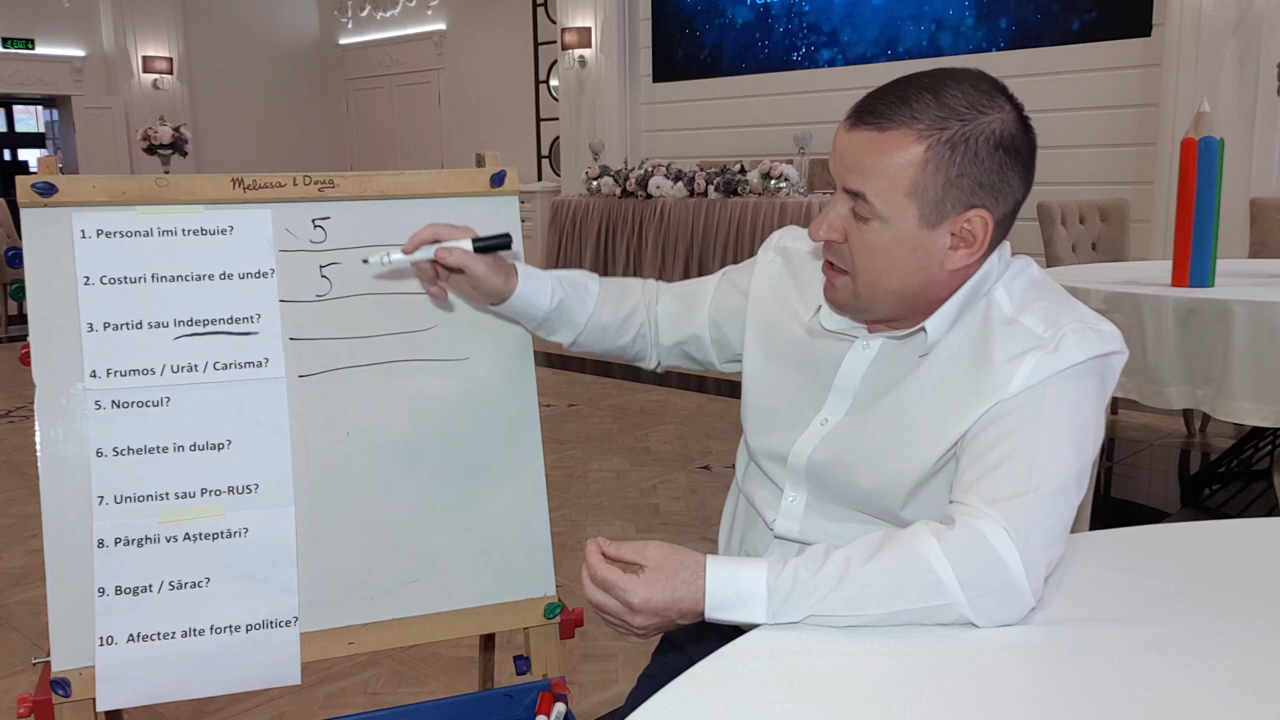 EXIT
Melissa & Doug
1. Personal îmi trebuie?
5
2. Costuri financiare de unde?
5
3. Partid sau Independent?
4. Frumos / Urât / Carisma?
5. Norocul?
6. Schelete în dulap?
7. Unionist sau Pro-RUS?
8. Pârghii vs Așteptări?
9. Bogat / Sărac?
10. Afectez alte forțe politice?